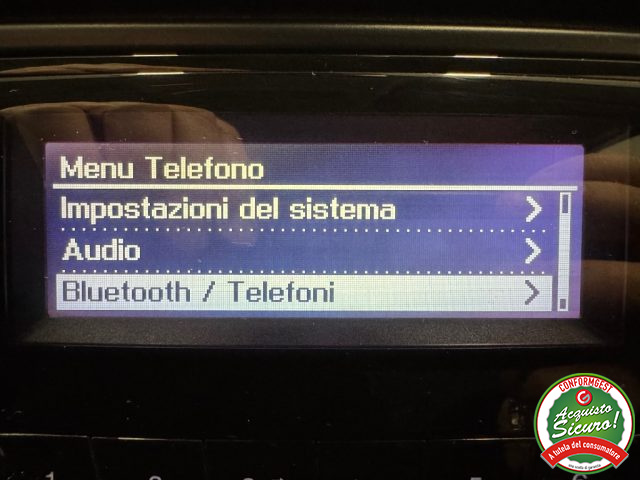 Menu Telefono
Impostazioni del sistema
Audio
Bluetooth / Telefoni
CONFORMGEST
Acquisto
Sicuro!
A tutela del consumatore